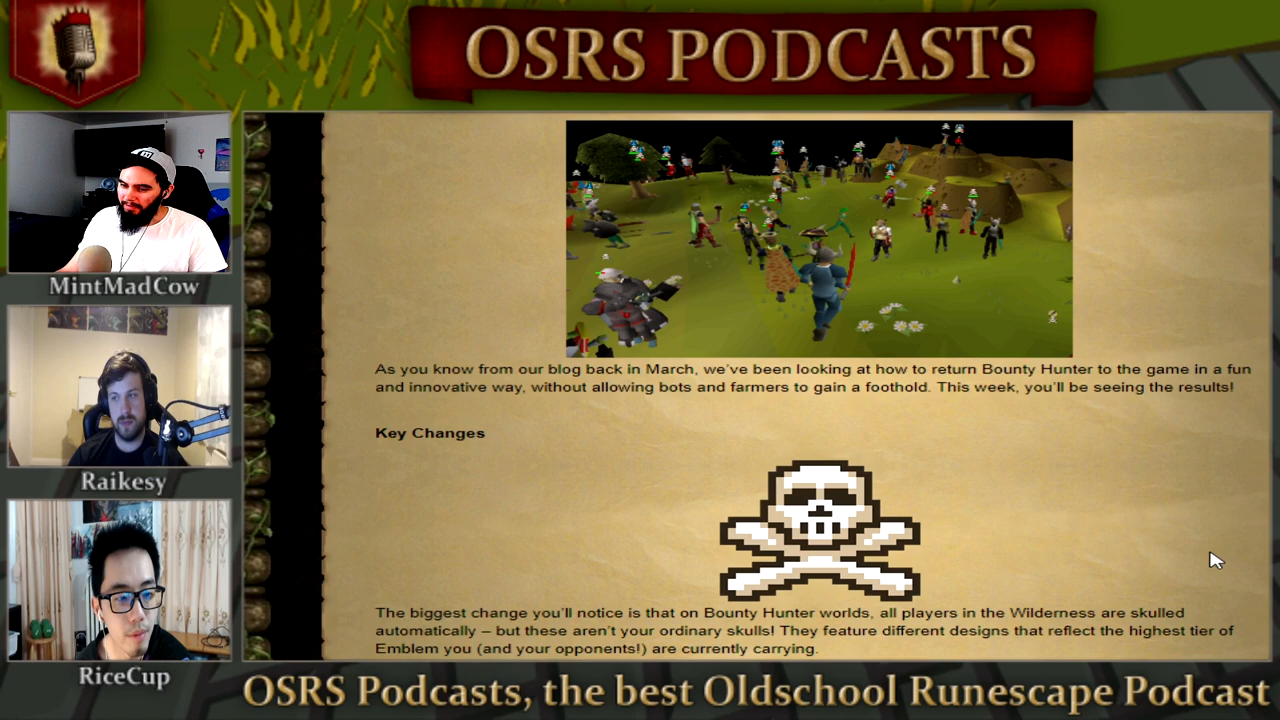 OSRS PODCASTS
MintMadCow
Raikesy
RiceCup
As you know from our blog back in March, we've been looking at how to return Bounty Hunter to the game in a fun
and innovative way, without allowing bots and farmers to gain a foothold. This week, you'll be seeing the results!
Key Changes
The biggest change you'll notice is that on Bounty Hunter worlds, all players in the Wilderness are skulled
automatically – but these aren't your ordinary skulls! They feature different designs that reflect the highest tier of
Emblem you (and your opponents!) are currently carrying.
OSRS Podcasts, the best Oldschool Runescape Podcast